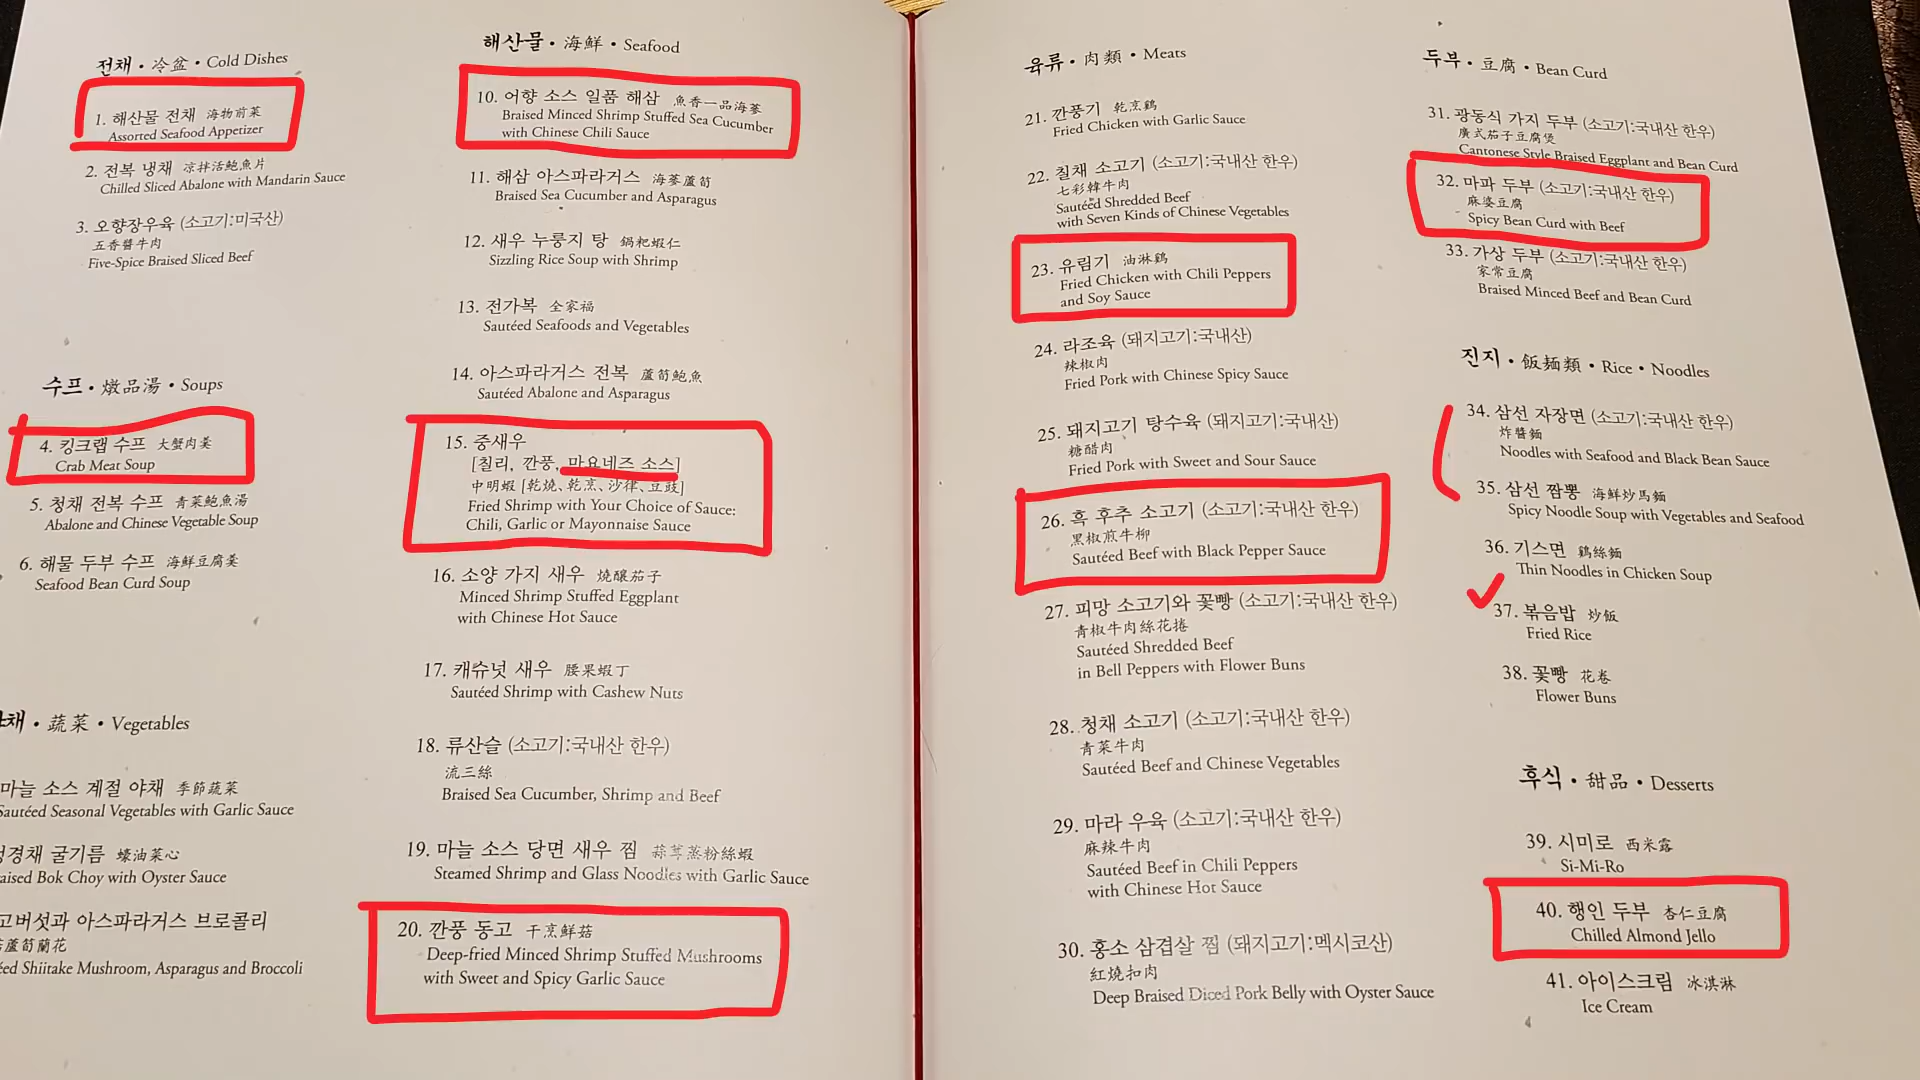 전채 • 冷盆 • Cold Dishes
1. 해산물 전채 海物前菜
Assorted Seafood Appetizer
2. 전복 냉채 凉拌活鮑魚片
Chilled Sliced Abalone with Mandarin Sauce
3. 오향장우육 (소고기:미국산)
五香醬牛肉
Five-Spice Braised Sliced Beef
수프 • 燉品湯 • Soups
4. 킹크랩 수프 大蟹肉羹
Crab Meat Soup
5. 청채 전복 수프 青菜鮑魚湯
Abalone and Chinese Vegetable Soup
6. 해물 두부 수프 海鮮豆腐羹
Seafood Bean Curd Soup
채 • 蔬菜 • Vegetables
마늘 소스 계절 야채 季節蔬菜
Sautéed Seasonal Vegetables with Garlic Sauce
경채 굴기름 蠔油菜心
aised Bok Choy with Oyster Sauce
고버섯과 아스파라거스 브로콜리
蘆筍蘭花
éed Shiitake Mushroom, Asparagus and Broccoli
해산물 • 海鮮 • Seafood
10. 어향 소스 일품 해삼 魚香一品海蔘
Braised Minced Shrimp Stuffed Sea Cucumber
with Chinese Chili Sauce
11. 해삼 아스파라거스 海蔘蘆筍
Braised Sea Cucumber and Asparagus
12. 새우 누룽지 탕 鍋粑蝦仁
Sizzling Rice Soup with Shrimp
13. 전가복 全家福
Sautéed Seafoods and Vegetables
14. 아스파라거스 전복 蘆筍鮑魚
Sautéed Abalone and Asparagus
15. 중새우
[칠리, 깐풍, 마요네즈 소스]
中明蝦 [乾燒、乾烹、沙律、豆豉]
Fried Shrimp with Your Choice of Sauce:
Chili, Garlic or Mayonnaise Sauce
16. 소양 가지 새우 燒釀茄子
Minced Shrimp Stuffed Eggplant
with Chinese Hot Sauce
17. 캐슈넛 새우 腰果蝦丁
Sautéed Shrimp with Cashew Nuts
18. 류산슬 (소고기:국내산 한우)
流三絲
Braised Sea Cucumber, Shrimp and Beef
19. 마늘 소스 당면 새우 찜 蒜茸蒸粉絲蝦
Steamed Shrimp and Glass Noodles with Garlic Sauce
20. 깐풍 동고 干烹鮮菇
Deep-fried Minced Shrimp Stuffed Mushrooms
with Sweet and Spicy Garlic Sauce
육류 • 肉類 • Meats
21. 깐풍기 乾烹鷄
Fried Chicken with Garlic Sauce
22. 칠채 소고기 (소고기:국내산 한우)
七彩韓牛肉
Sautéed Shredded Beef
with Seven Kinds of Chinese Vegetables
23. 유림기 油淋鷄
Fried Chicken with Chili Peppers
and Soy Sauce
24. 라조육 (돼지고기:국내산)
辣椒肉
Fried Pork with Chinese Spicy Sauce
25. 돼지고기 탕수육 (돼지고기:국내산)
糖醋肉
Fried Pork with Sweet and Sour Sauce
26. 흑 후추 소고기 (소고기:국내산 한우)
黑椒煎牛柳
Sautéed Beef with Black Pepper Sauce
27. 피망 소고기와 꽃빵 (소고기:국내산 한우)
青椒牛肉絲花捲
Sautéed Shredded Beef
in Bell Peppers with Flower Buns
28. 청채 소고기 (소고기:국내산 한우)
青菜牛肉
Sautéed Beef and Chinese Vegetables
29. 마라 우육 (소고기:국내산 한우)
麻辣牛肉
Sautéed Beef in Chili Peppers
with Chinese Hot Sauce
30. 홍소 삼겹살 찜 (돼지고기:멕시코산)
紅燒扣肉
Deep Braised Diced Pork Belly with Oyster Sauce
두부 • 豆腐 • Bean Curd
31. 광동식 가지 두부 (소고기:국내산 한우)
廣式茄子豆腐煲
Cantonese Style Braised Eggplant and Bean Curd
32. 마파 두부 (소고기:국내산 한우)
麻婆豆腐
Spicy Bean Curd with Beef
33. 가상 두부 (소고기:국내산 한우)
家常豆腐
Braised Minced Beef and Bean Curd
진지 • 飯麺類 • Rice • Noodles
34. 삼선 자장면 (소고기:국내산 한우)
炸醬麵
Noodles with Seafood and Black Bean Sauce
35. 삼선 짬뽕 海鮮炒馬麵
Spicy Noodle Soup with Vegetables and Seafood
36. 기스면 鷄絲麵
Thin Noodles in Chicken Soup
37. 볶음밥 炒飯
Fried Rice
38. 꽃빵 花卷
Flower Buns
후식 • 甜品 • Desserts
39. 시미로 西米露
Si-Mi-Ro
40. 행인 두부 杏仁豆腐
Chilled Almond Jello
41. 아이스크림 冰淇淋
Ice Cream